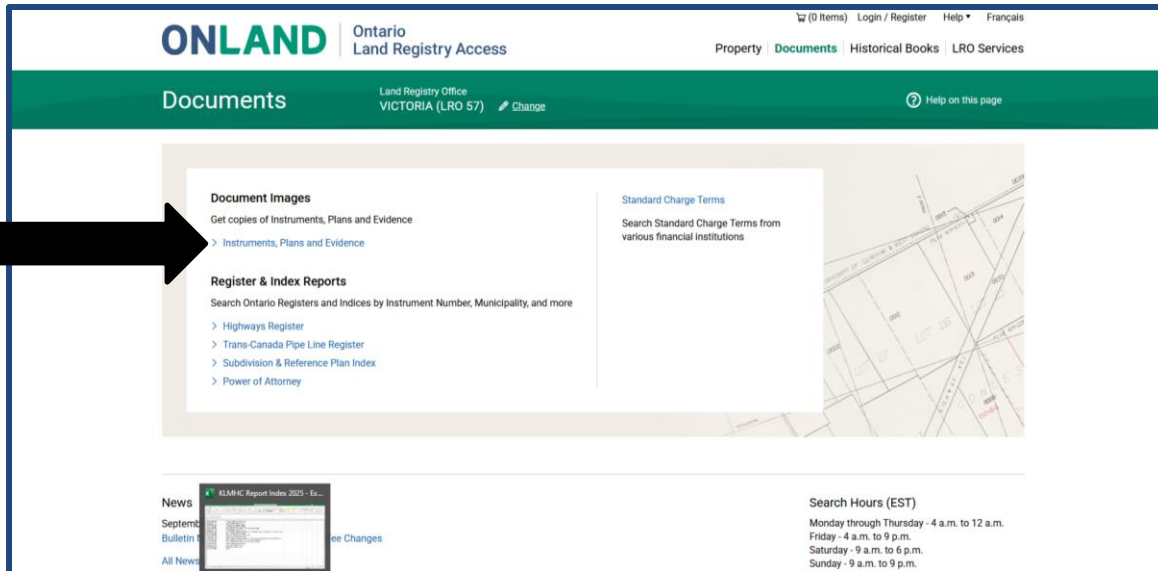 (0 Items) Login / Register Help Français
ONLAND Ontario
Land Registry Access
Property Documents Historical Books LRO Services
Documents
Land Registry Office
VICTORIA (LRO 57) Change
Help on this page
Document Images
Get copies of Instruments, Plans and Evidence
> Instruments, Plans and Evidence
Register & Index Reports
Search Ontario Registers and Indices by Instrument Number, Municipality, and more
> Highways Register
> Trans-Canada Pipe Line Register
> Subdivision & Reference Plan Index
> Power of Attorney
Standard Charge Terms
Search Standard Charge Terms from
various financial institutions
LOT 26
News
Septemb
Bulletin
ee Changes
All News
KLMHC Report Index 2025 - Ex...
Search Hours (EST)
Monday through Thursday - 4 a.m. to 12 a.m.
Friday - 4 a.m. to 9 p.m.
Saturday - 9 a.m. to 6 p.m.
Sunday - 9 a.m. to 9 p.m.